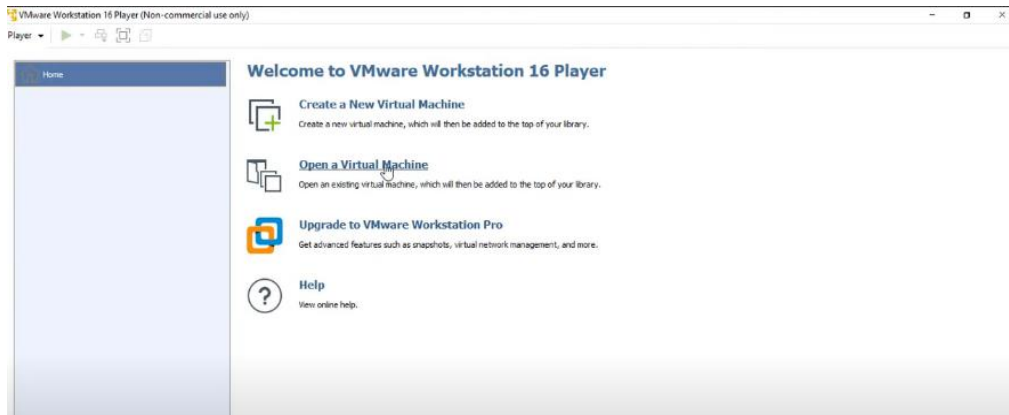 VMware Workstation 16 Player (Non-commercial use only)
Player
Home
Welcome to VMware Workstation 16 Player
Create a New Virtual Machine
Create a new virtual machine, which will then be added to the top of your library.
Open a Virtual Machine
Open an existing virtual machine, which will then be added to the top of your library.
Upgrade to VMware Workstation Pro
Get advanced features such as snapshots, virtual network management, and more.
Help
View online help.